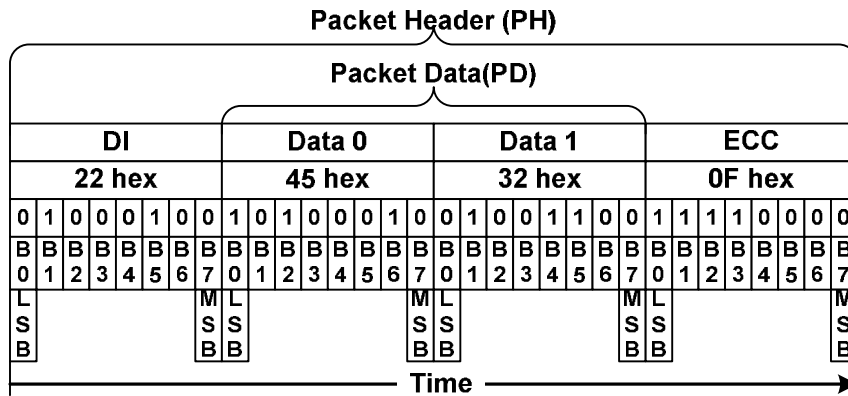 Packet Header (PH)
Packet Data(PD)
DI Data 0 Data 1 ECC
22 hex 45 hex 32 hex 0F hex
0 1 0 0 0 1 0 0 1 0 1 0 0 0 1 0 0 1 0 0 1 1 0 0 1 1 1 1 0 0 0 0
B B B B B B B B B B B B B B B B B B B B B B B B B B B B B B B B
0 1 2 3 4 5 6 7 0 1 2 3 4 5 6 7 0 1 2 3 4 5 6 7 0 1 2 3 4 5 6 7
L M L M L M L M
S S S S S S S S
B B B B B B B B
Time